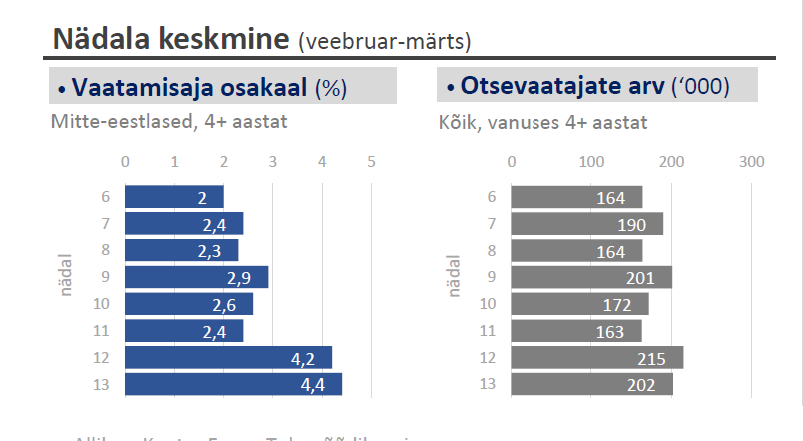 Nädala keskmine (veebruar-märts)
• Vaatamisaja osakaal (%)
Mitte-eestlased, 4+ aastat
0 1 2 3 4 5
nädal
6 2
7 2,4
8 2,3
9 2,9
10 2,6
11 2,4
12 4,2
13 4,4
• Otsevaatajate arv (‘000)
Kõik, vanuses 4+ aastat
0 100 200 300
nädal
6 164
7 190
8 164
9 201
10 172
11 163
12 215
13 202